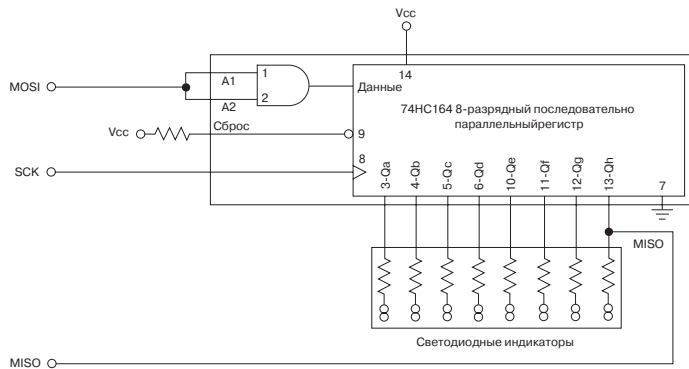 Vcc
MOSI
A1
1
A2
2
Данные
14
74HC164 8-разрядный последовательно
параллельныйрегистр
Vcc
Сброс
9
SCK
8
3-Qa
4-Qb
5-Qc
6-Qd
10-Qe
11-Qf
12-Qg
13-Qh
7
MISO
Светодиодные индикаторы
MISO